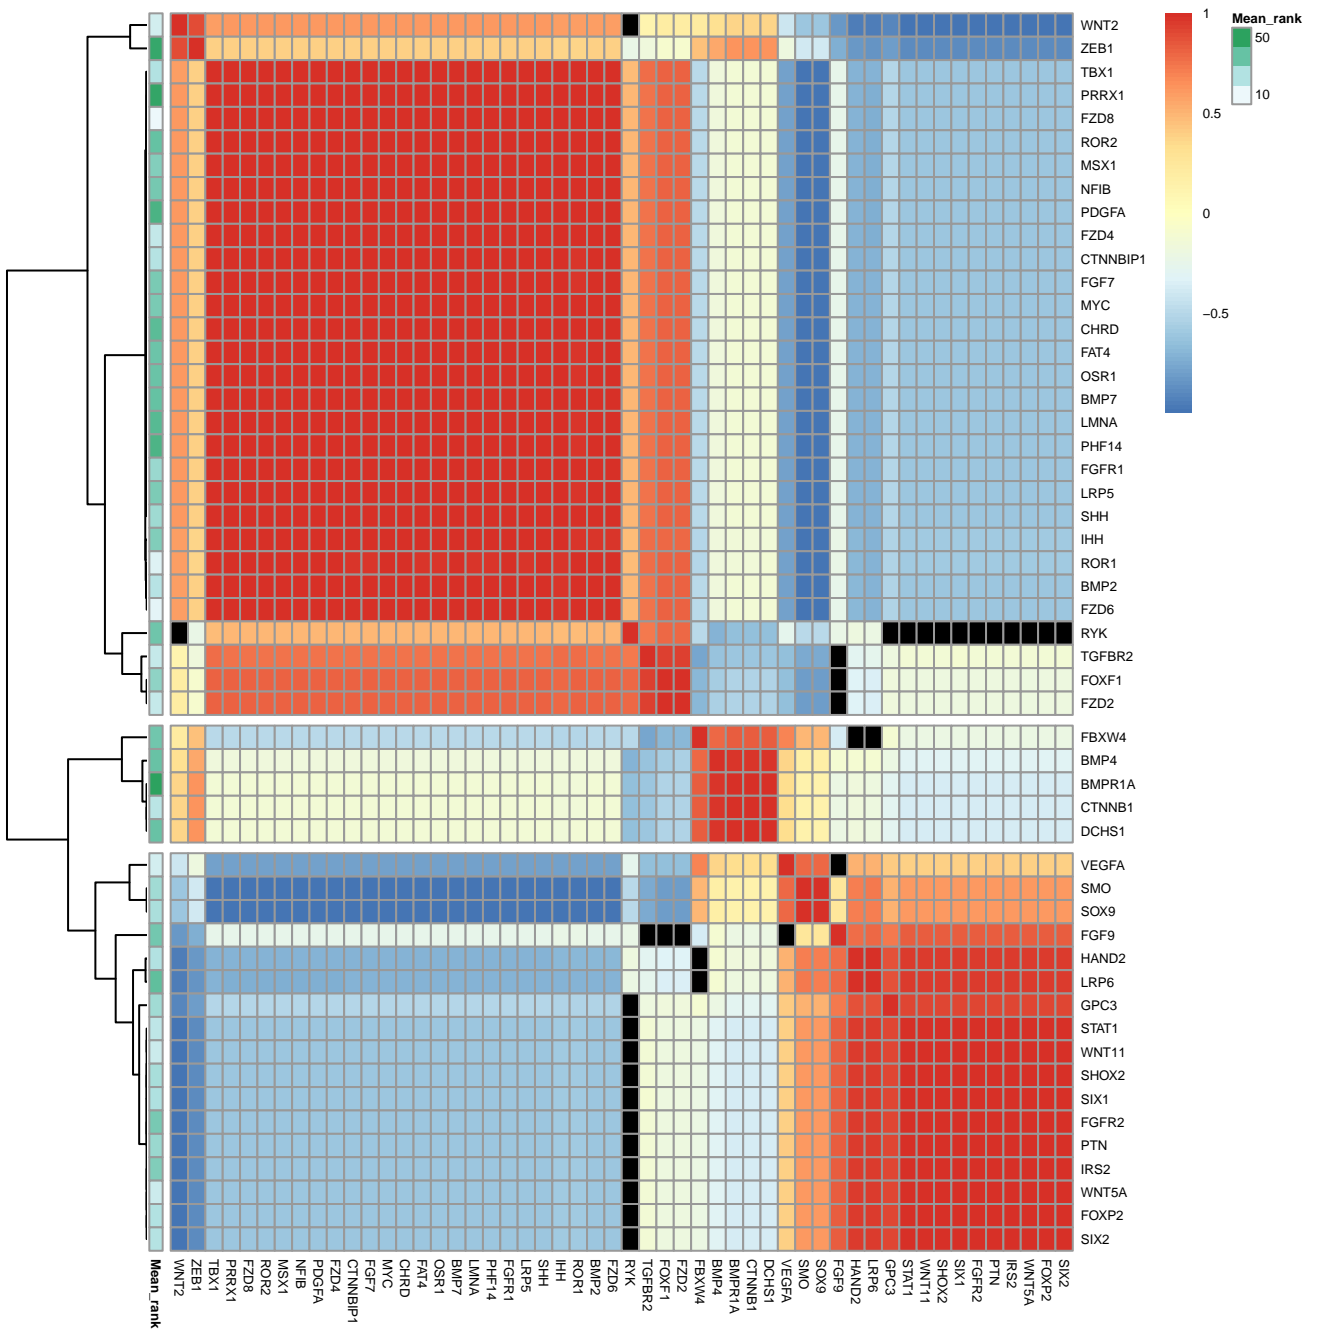 WNT2
ZEB1
TBX1
PRRX1
FZD8
ROR2
MSX1
NFIB
PDGFA
FZD4
CTNNBIP1
FGF7
MYC
CHRD
FAT4
OSR1
BMP7
LMNA
PHF14
FGFR1
LRP5
SHH
IHH
ROR1
BMP2
FZD6
RYK
TGFBR2
FOXF1
FZD2
FBXW4
BMP4
BMPR1A
CTNNB1
DCHS1
VEGFA
SMO
SOX9
FGF9
HAND2
LRP6
GPC3
STAT1
WNT11
SHOX2
SIX1
FGFR2
PTN
IRS2
WNT5A
FOXP2
SIX2
1
0.5
0
−0.5
Mean_rank
50
10
Mean_rank
WNT2
ZEB1
TBX1
PRRX1
FZD8
ROR2
MSX1
NFIB
PDGFA
FZD4
CTNNBIP1
FGF7
MYC
CHRD
FAT4
OSR1
BMP7
LMNA
PHF14
FGFR1
LRP5
SHH
IHH
ROR1
BMP2
FZD6
RYK
TGFBR2
FOXF1
FZD2
FBXW4
BMP4
BMPR1A
CTNNB1
DCHS1
VEGFA
SMO
SOX9
FGF9
HAND2
LRP6
GPC3
STAT1
WNT11
SHOX2
SIX1
FGFR2
PTN
IRS2
WNT5A
FOXP2
SIX2